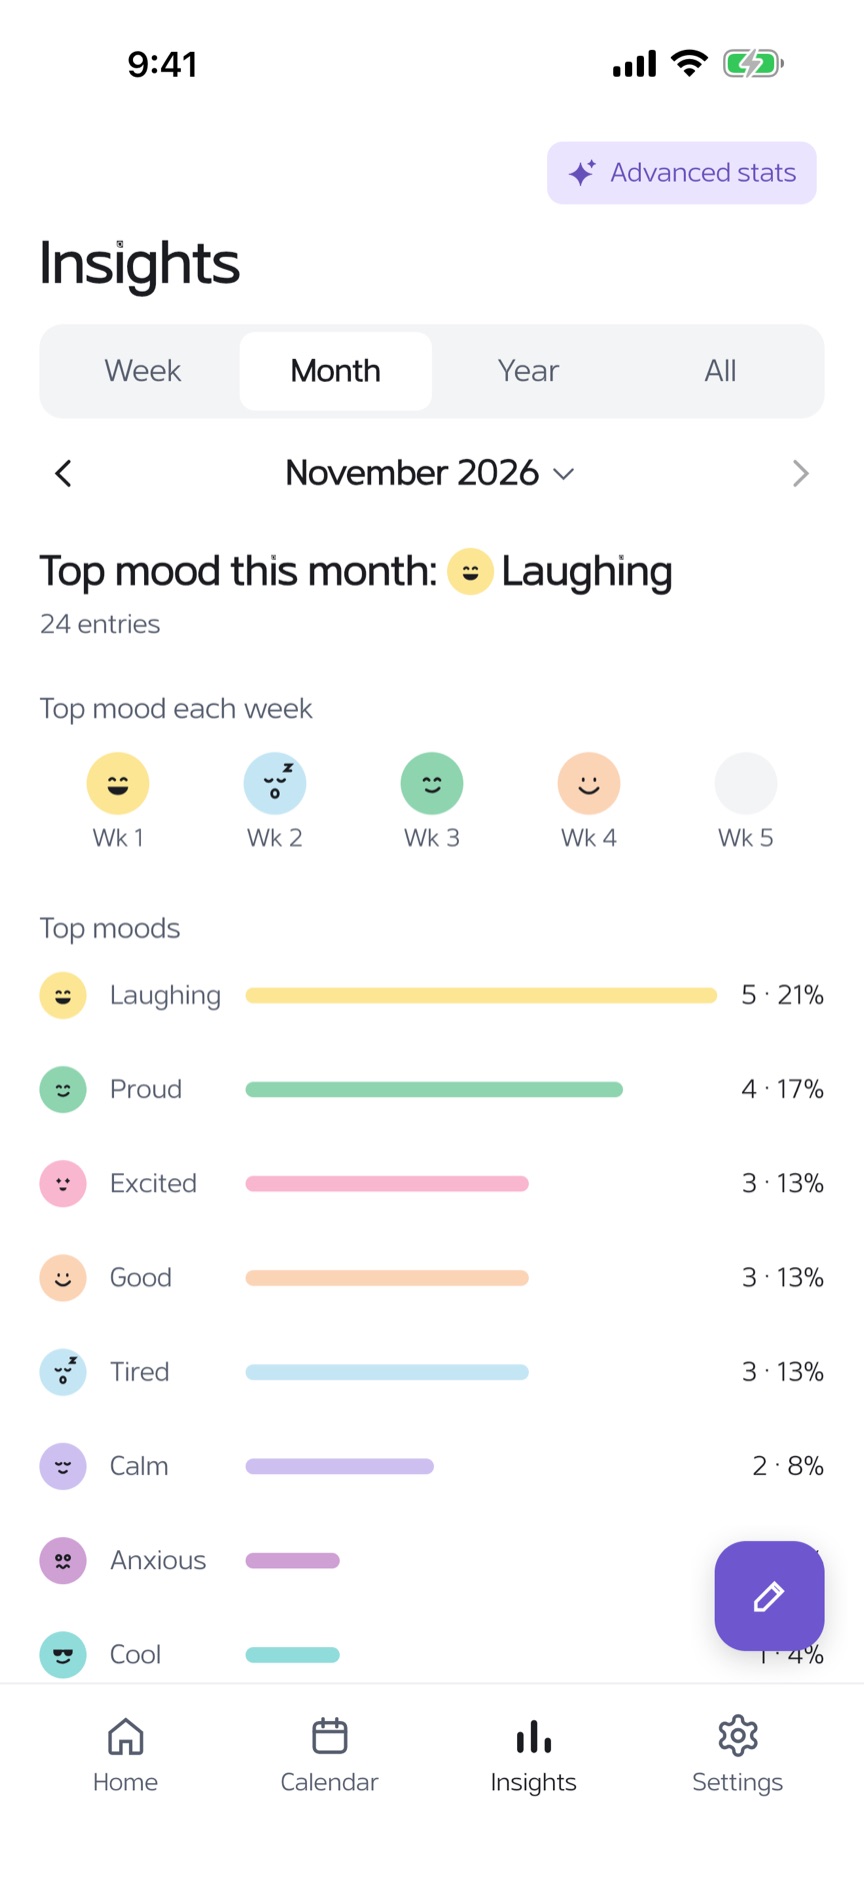 9:41
Advanced stats
Insights
Week Month Year All
November 2026
Top mood this month: Laughing
24 entries
Top mood each week
Wk 1 Wk 2 Wk 3 Wk 4 Wk 5
Top moods
Laughing 5 · 21%
Proud 4 · 17%
Excited 3 · 13%
Good 3 · 13%
Tired 3 · 13%
Calm 2 · 8%
Anxious
Cool 1 · 4%
Home Calendar Insights Settings